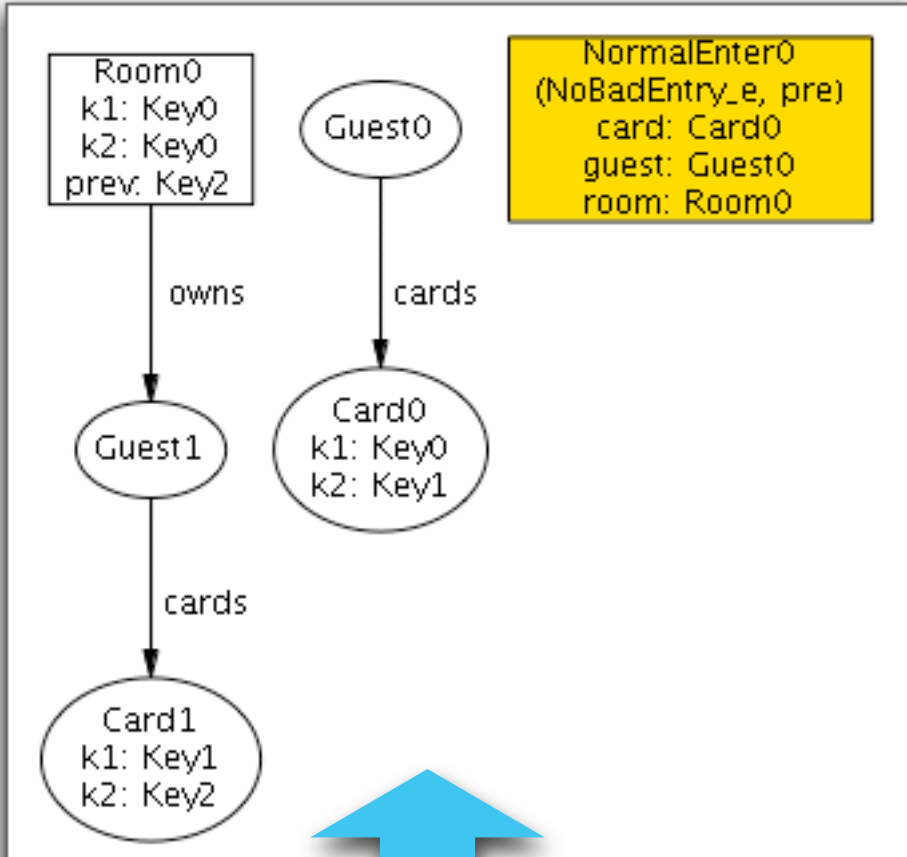 Room0
k1: Key0
k2: Key0
prev: Key2
Guest0
NormalEnter0
(NoBadEntry_e, pre)
card: Card0
guest: Guest0
room: Room0
owns
cards
Guest1
Card0
k1: Key0
k2: Key1
cards
Card1
k1: Key1
k2: Key2